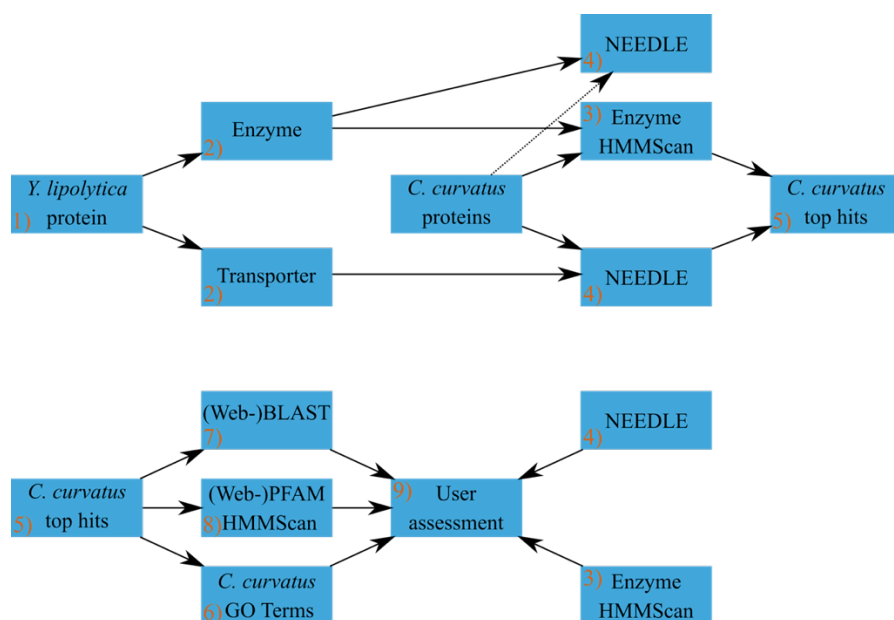 NEEDLE
4)
Enzyme
2)
3)
Enzyme
HMMScan
Y. lipolytica
1) protein
C. curvatus
proteins
C. curvatus
5) top hits
Transporter
2)
NEEDLE
4)
(Web-)BLAST
7)
NEEDLE
4)
C. curvatus
5) top hits
(Web-)PFAM
8) HMMScan
9) User
assessment
C. curvatus
6) GO Terms
3) Enzyme
HMMScan